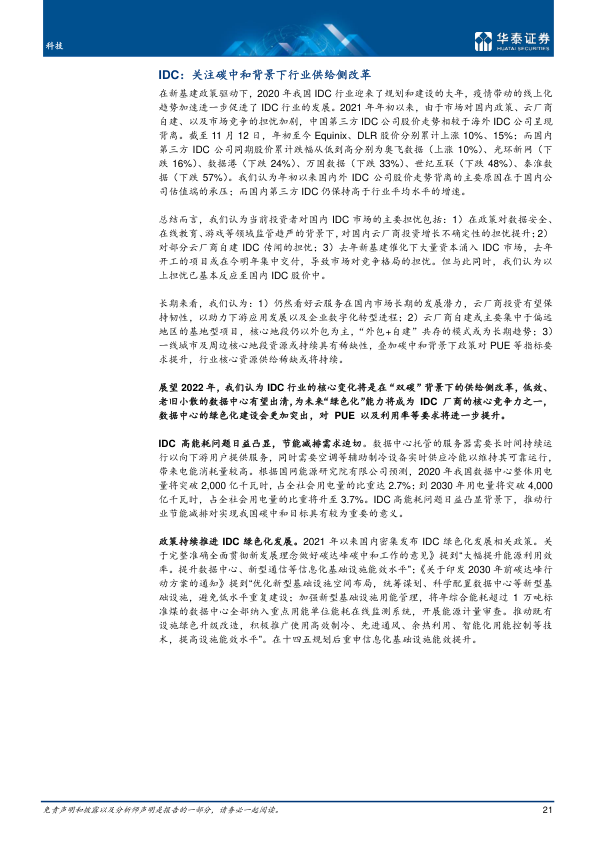 科技
华泰证券
HUATAI SECURITIES
IDC：关注碳中和背景下行业供给侧改革
在新基建政策驱动下，2020 年我国 IDC 行业迎来了规划和建设的大年，疫情带动的线上化
趋势加速进一步促进了 IDC 行业的发展。2021 年年初以来，由于市场对国内政策、云厂商
自建、以及市场竞争的担忧加剧，中国第三方 IDC 公司股价走势相较于海外 IDC 公司呈现
背离。截至 11 月 12 日，年初至今 Equinix、DLR 股价分别累计上涨 10%、15%；而国内
第三方 IDC 公司同期股价累计跌幅从低到高分别为奥飞数据（上涨 10%）、光环新网（下
跌 16%）、数据港（下跌 24%）、万国数据（下跌 33%）、世纪互联（下跌 48%）、秦淮数
据（下跌 57%）。我们认为年初以来国内外 IDC 公司股价走势背离的主要原因在于国内公
司估值端的承压；而国内第三方 IDC 仍保持高于行业平均水平的增速。
总结而言，我们认为当前投资者对国内 IDC 市场的主要担忧包括：1）在政策对数据安全、
在线教育、游戏等领域监管趋严的背景下，对国内云厂商投资增长不确定性的担忧提升；2）
对部分云厂商自建 IDC 传闻的担忧；3）去年新基建催化下大量资本涌入 IDC 市场，去年
开工的项目或在今明年集中交付，导致市场对竞争格局的担忧。但与此同时，我们认为以
上担忧已基本反应至国内 IDC 股价中。
长期来看，我们认为：1）仍然看好云服务在国内市场长期的发展潜力，云厂商投资有望保
持韧性，以助力下游应用发展以及企业数字化转型进程；2）云厂商自建或主要集中于偏远
地区的基地型项目，核心地段仍以外包为主，“外包+自建”共存的模式或为长期趋势；3）
一线城市及周边核心地段资源或持续具有稀缺性，叠加碳中和背景下政策对 PUE 等指标要
求提升，行业核心资源供给稀缺或将持续。
展望 2022 年，我们认为 IDC 行业的核心变化将是在“双碳”背景下的供给侧改革，低效、
老旧小散的数据中心有望出清，为未来“绿色化”能力将成为 IDC 厂商的核心竞争力之一，
数据中心的绿色化建设会更加突出，对 PUE 以及利用率等要求将进一步提升。
IDC 高能耗问题日益凸显，节能减排需求迫切。数据中心托管的服务器需要长时间持续运
行以向下游用户提供服务，同时需要空调等辅助制冷设备实时供应冷能以维持其可靠运行，
带来电能消耗量较高。根据国网能源研究院有限公司预测，2020 年我国数据中心整体用电
量将突破 2,000 亿千瓦时，占全社会用电量的比重达 2.7%；到 2030 年用电量将突破 4,000
亿千瓦时，占全社会用电量的比重将升至 3.7%。IDC 高能耗问题日益凸显背景下，推动行
业节能减排对实现我国碳中和目标具有较为重要的意义。
政策持续推进 IDC 绿色化发展。2021 年以来国内密集发布 IDC 绿色化发展相关政策。关
于完整准确全面贯彻新发展理念做好碳达峰碳中和工作的意见》提到“大幅提升能源利用效
率。提升数据中心、新型通信等信息化基础设施能效水平”；《关于印发 2030 年前碳达峰行
动方案的通知》提到“优化新型基础设施空间布局，统筹谋划、科学配置数据中心等新型基
础设施，避免低水平重复建设；加强新型基础设施用能管理，将年综合能耗超过 1 万吨标
准煤的数据中心全部纳入重点用能单位能耗在线监测系统，开展能源计量审查。推动既有
设施绿色升级改造，积极推广使用高效制冷、先进通风、余热利用、智能化用能控制等技
术，提高设施能效水平”。在十四五规划后重申信息化基础设施能效提升。
免责声明和披露以及分析师声明是报告的一部分，请务必一起阅读。
21